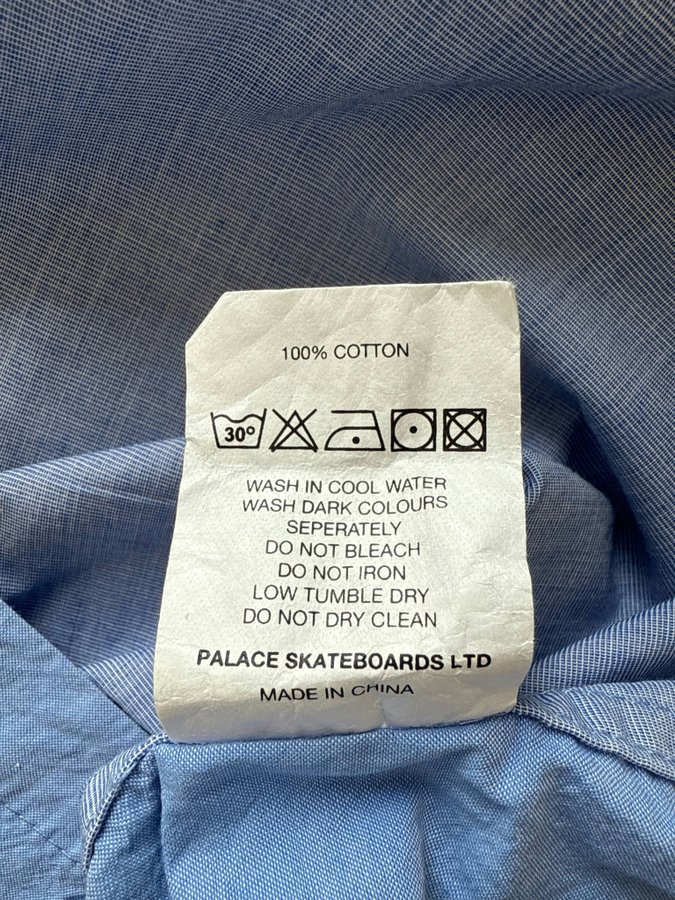 100% COTTON
30°
WASH IN COOL WATER
WASH DARK COLOURS
SEPERATELY
DO NOT BLEACH
DO NOT IRON
LOW TUMBLE DRY
DO NOT DRY CLEAN
PALACE SKATEBOARDS LTD
MADE IN CHINA